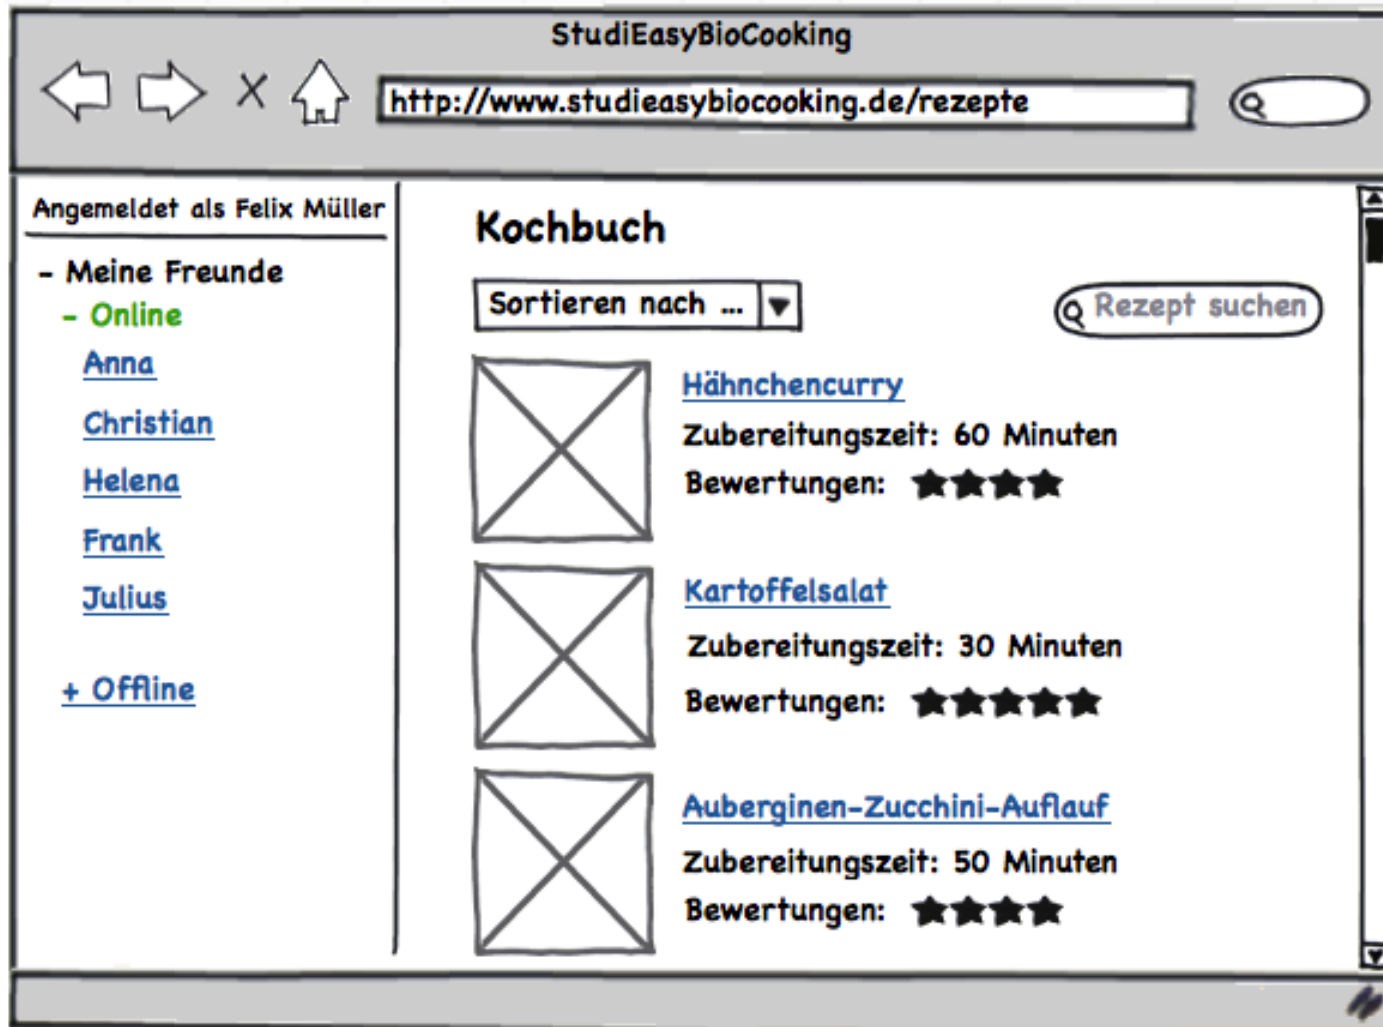 StudiEasyBioCooking
http://www.studieasybiocooking.de/rezepte
Angemeldet als Felix Müller
- Meine Freunde
- Online
Anna
Christian
Helena
Frank
Julius
+ Offline
Kochbuch
Sortieren nach ...
Rezept suchen
Hähnchencurry
Zubereitungszeit: 60 Minuten
Bewertungen:
Kartoffelsalat
Zubereitungszeit: 30 Minuten
Bewertungen:
Auberginen-Zucchini-Auflauf
Zubereitungszeit: 50 Minuten
Bewertungen: